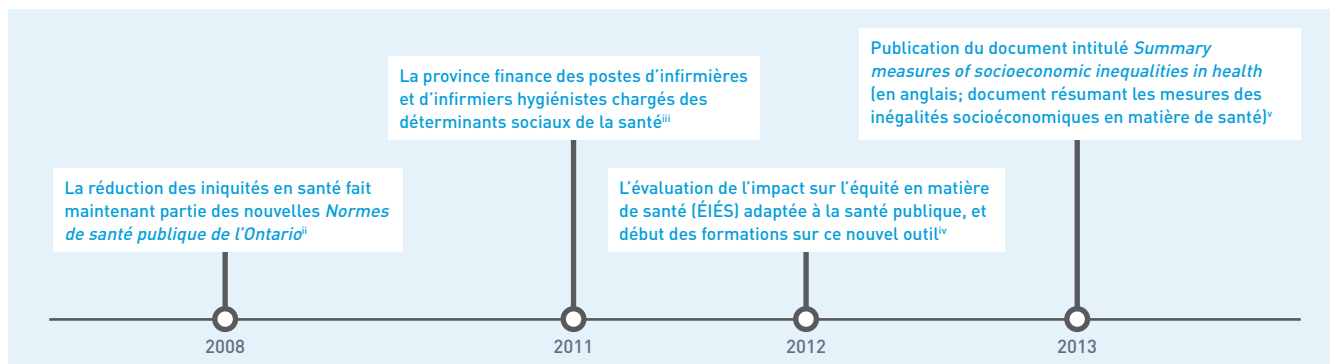 La réduction des iniquités en santé fait
maintenant partie des nouvelles Normes
de santé publique de l’Ontarioii
2008
La province finance des postes d’infirmières
et d’infirmiers hygiénistes chargés des
déterminants sociaux de la santéiii
2011
L’évaluation de l’impact sur l’équité en matière
de santé (ÉIÉS) adaptée à la santé publique, et
début des formations sur ce nouvel outiliv
2012
Publication du document intitulé Summary
measures of socioeconomic inequalities in health
(en anglais; document résumant les mesures des
inégalités socioéconomiques en matière de santé)v
2013